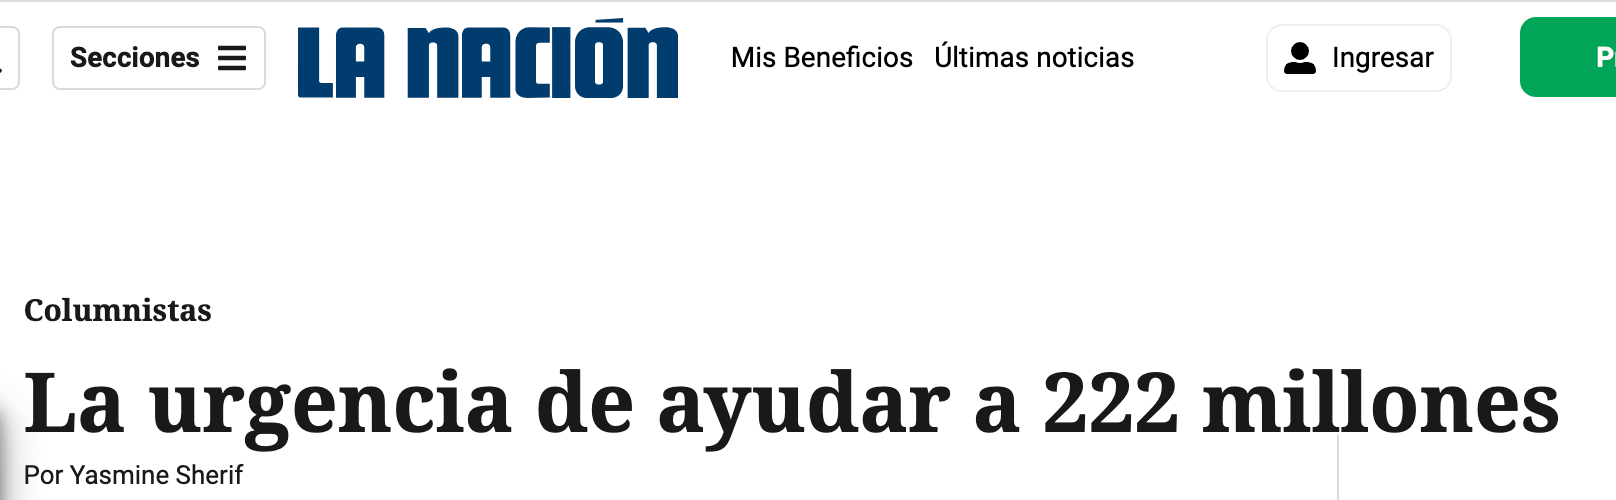 Secciones
LA NACIÓN
Mis Beneficios
Últimas noticias
Ingresar
Columnistas
La urgencia de ayudar a 222 millones
Por Yasmine Sherif